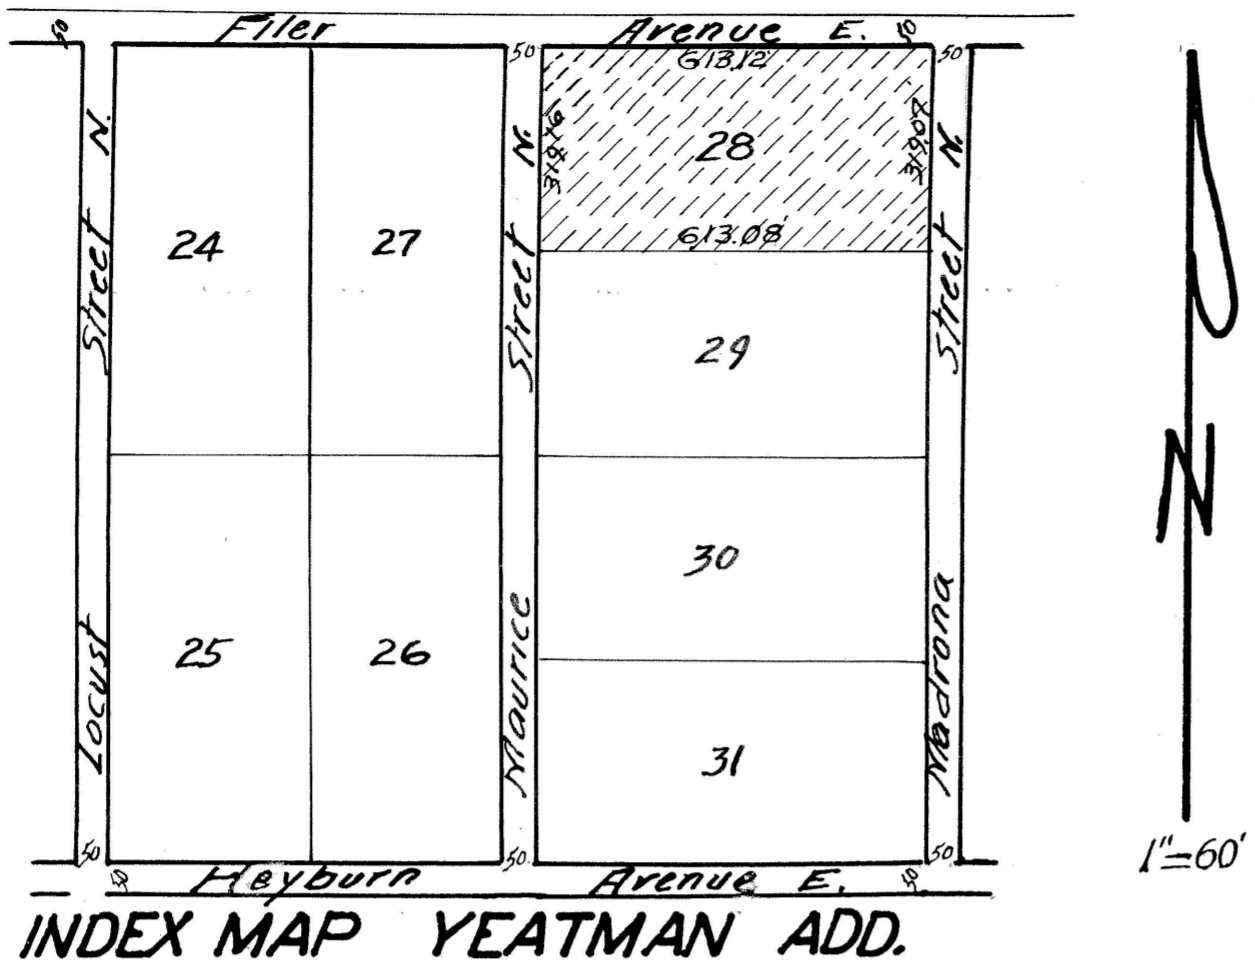 Filer Avenue E.
50 50 50 50
613.12'
Locust Street N.
Maurice Street N.
Madrona Street N.
319.16'
28
319.07
613.08'
24
27
29
30
25
26
31
N
1"=60'
50 50 50
50 50
Heyburn Avenue E.
INDEX MAP YEATMAN ADD.